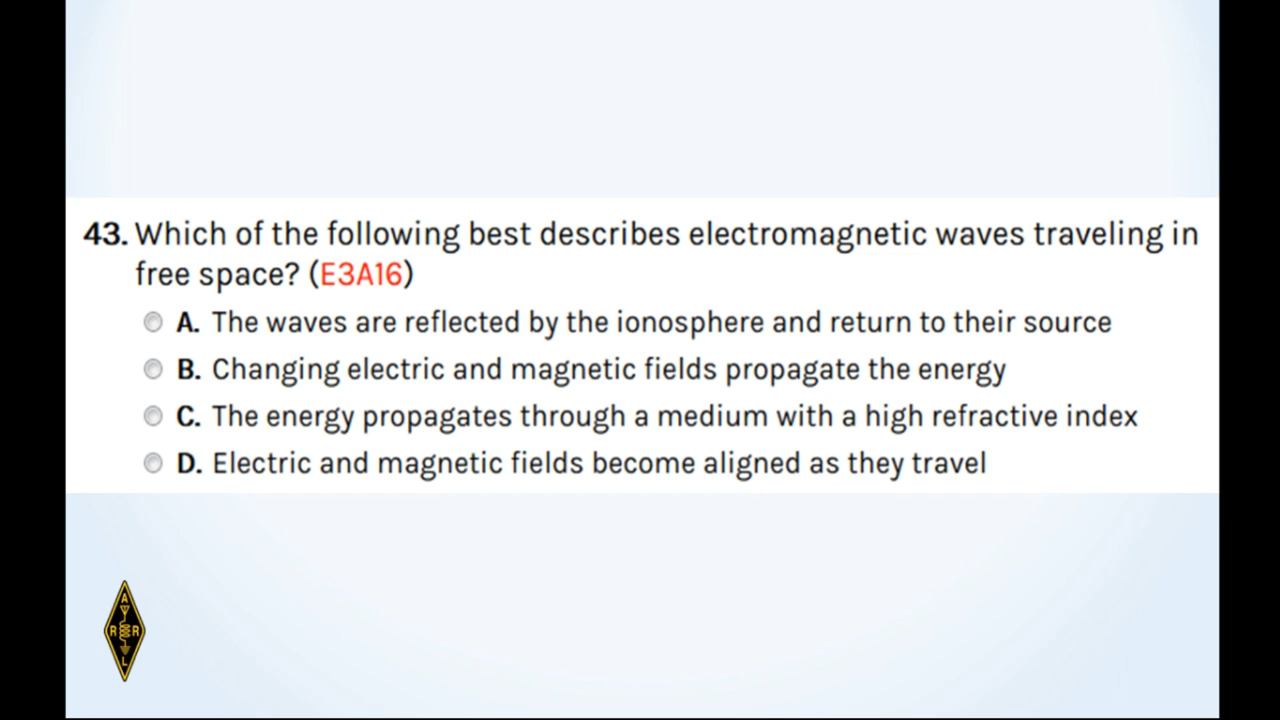 43. Which of the following best describes electromagnetic waves traveling in
free space? (E3A16)
A. The waves are reflected by the ionosphere and return to their source
B. Changing electric and magnetic fields propagate the energy
C. The energy propagates through a medium with a high refractive index
D. Electric and magnetic fields become aligned as they travel
A
R R
L